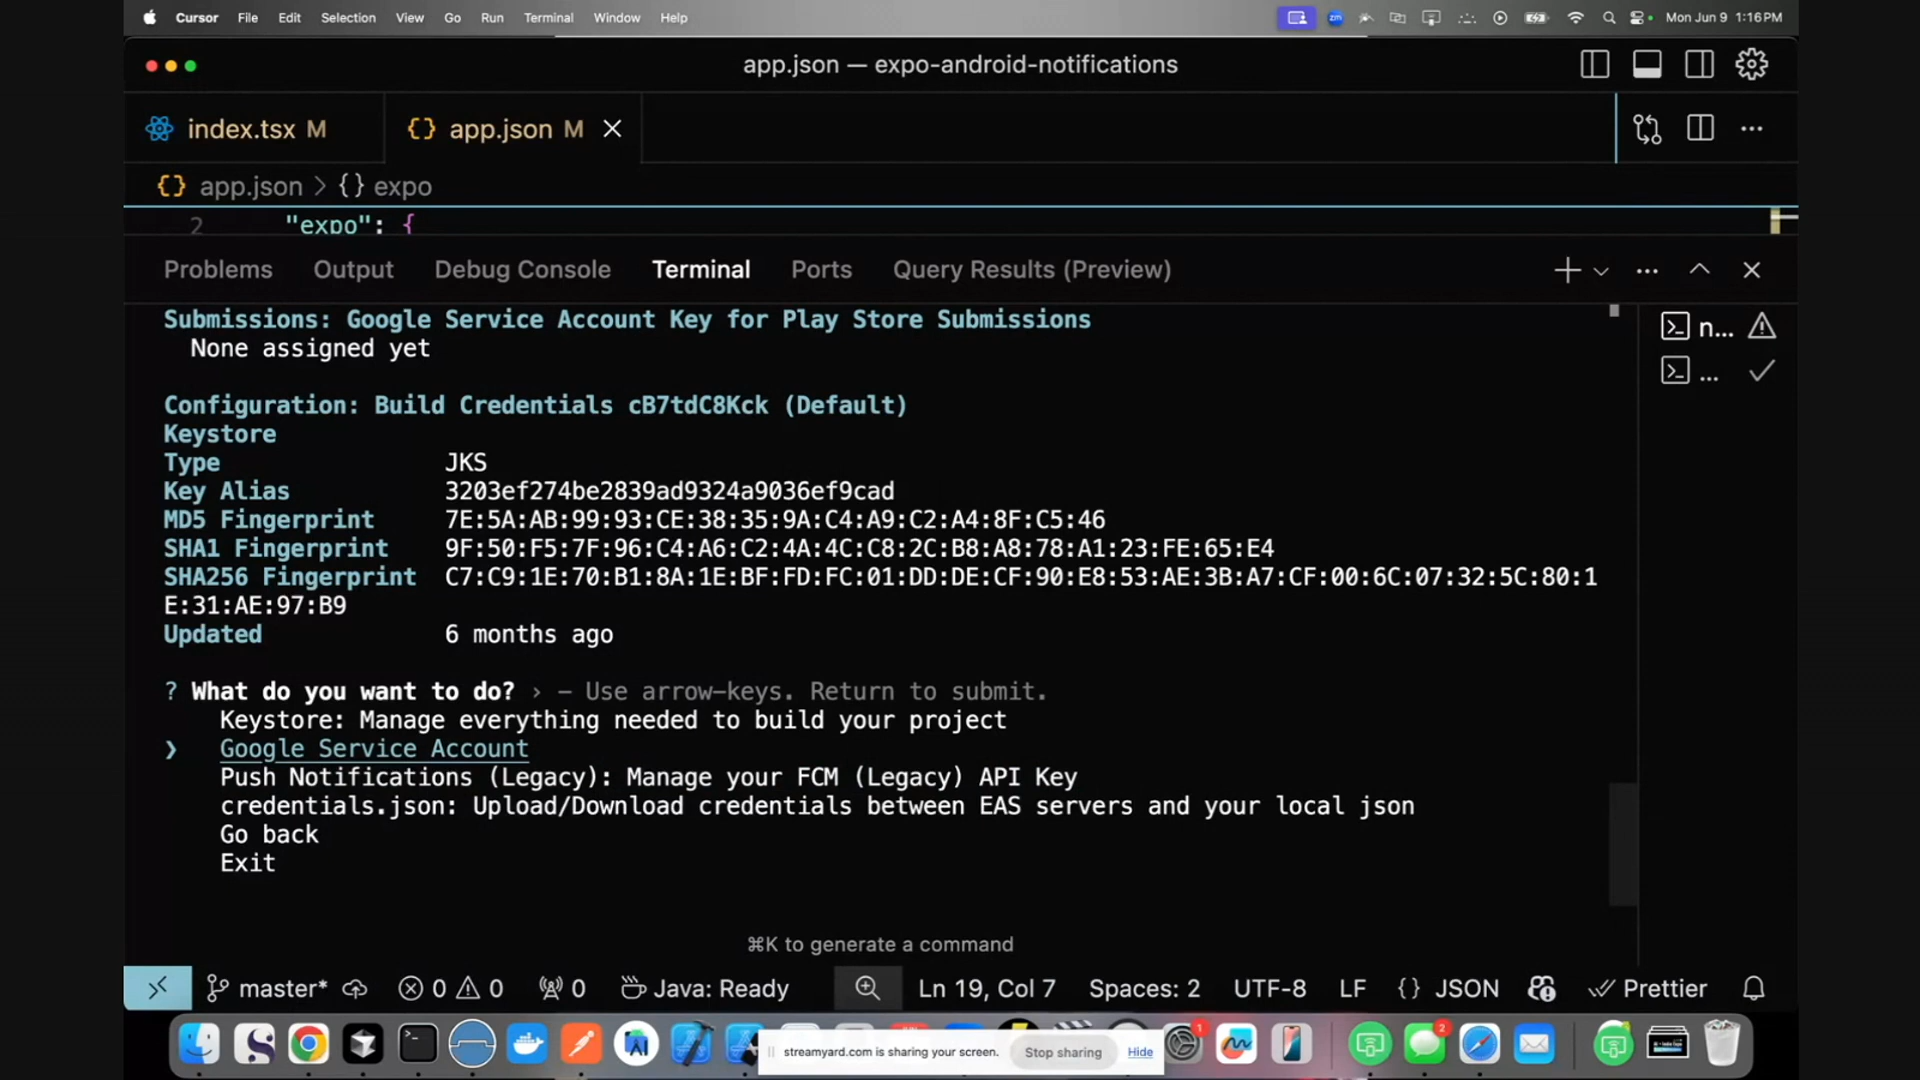 Cursor File Edit Selection View Go Run Terminal Window Help zm Mon Jun 9 1:16 PM
app.json — expo-android-notifications
index.tsx M app.json M
app.json > {} expo
2 "expo": {
Problems Output Debug Console Terminal Ports Query Results (Preview)
Submissions: Google Service Account Key for Play Store Submissions
None assigned yet
Configuration: Build Credentials cB7tdC8Kck (Default)
Keystore
Type JKS
Key Alias 3203ef274be2839ad9324a9036ef9cad
MD5 Fingerprint 7E:5A:AB:99:93:CE:38:35:9A:C4:A9:C2:A4:8F:C5:46
SHA1 Fingerprint 9F:50:F5:7F:96:C4:A6:C2:4A:4C:C8:2C:B8:A8:78:A1:23:FE:65:E4
SHA256 Fingerprint C7:C9:1E:70:B1:8A:1E:BF:FD:FC:01:DD:DE:CF:90:E8:53:AE:3B:A7:CF:00:6C:07:32:5C:80:1
E:31:AE:97:B9
Updated 6 months ago
? What do you want to do? › – Use arrow-keys. Return to submit.
Keystore: Manage everything needed to build your project
❯ Google Service Account
Push Notifications (Legacy): Manage your FCM (Legacy) API Key
credentials.json: Upload/Download credentials between EAS servers and your local json
Go back
Exit
n...
...
⌘K to generate a command
master* 0 0 0 Java: Ready Ln 19, Col 7 Spaces: 2 UTF-8 LF {} JSON Prettier
streamyard.com is sharing your screen. Stop sharing Hide
1
2